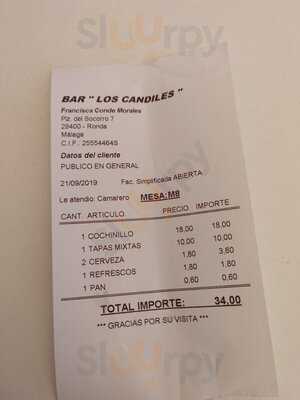 Sluurpy
BAR " LOS CANDILES "
Francisca Conde Morales
Plz. del Socorro 7
29400 - Ronda
Málaga
C.I.F.: 25554464S
Datos del cliente
PUBLICO EN GENERAL
21/09/2019 Fac. Simplificada ABIERTA
Le atendio: Camarero MESA:M8
CANT. ARTICULO PRECIO IMPORTE
1 COCHINILLO 18,00 18,00
1 TAPAS MIXTAS 10,00 10,00
2 CERVEZA 1,80 3,60
1 REFRESCOS 1,80 1,80
1 PAN 0,60 0,60
TOTAL IMPORTE: 34,00
*** GRACIAS POR SU VISITA ***
Sluurpy